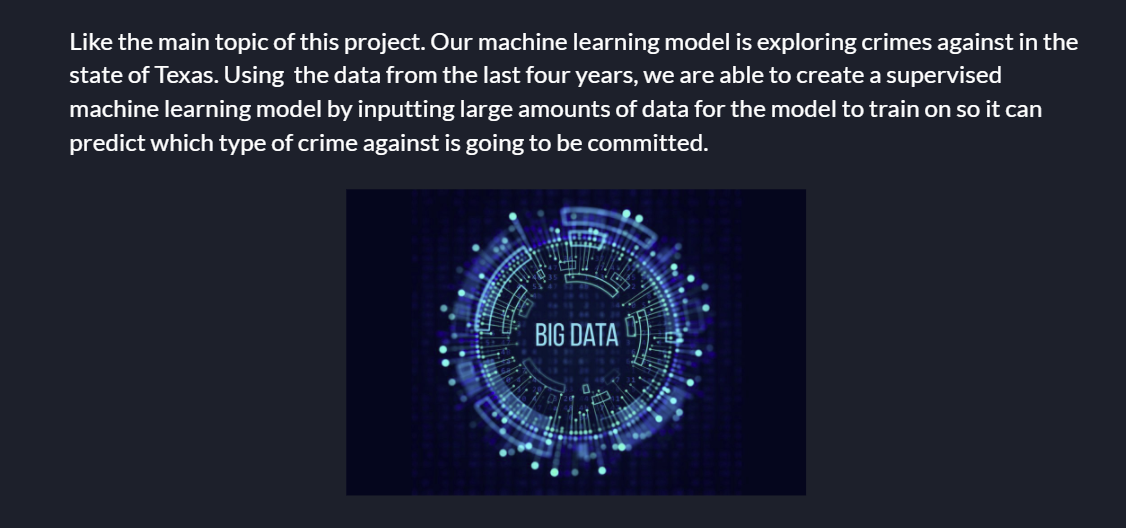 Like the main topic of this project. Our machine learning model is exploring crimes against in the
state of Texas. Using  the data from the last four years, we are able to create a supervised
machine learning model by inputting large amounts of data for the model to train on so it can
predict which type of crime against is going to be committed.
BIG DATA